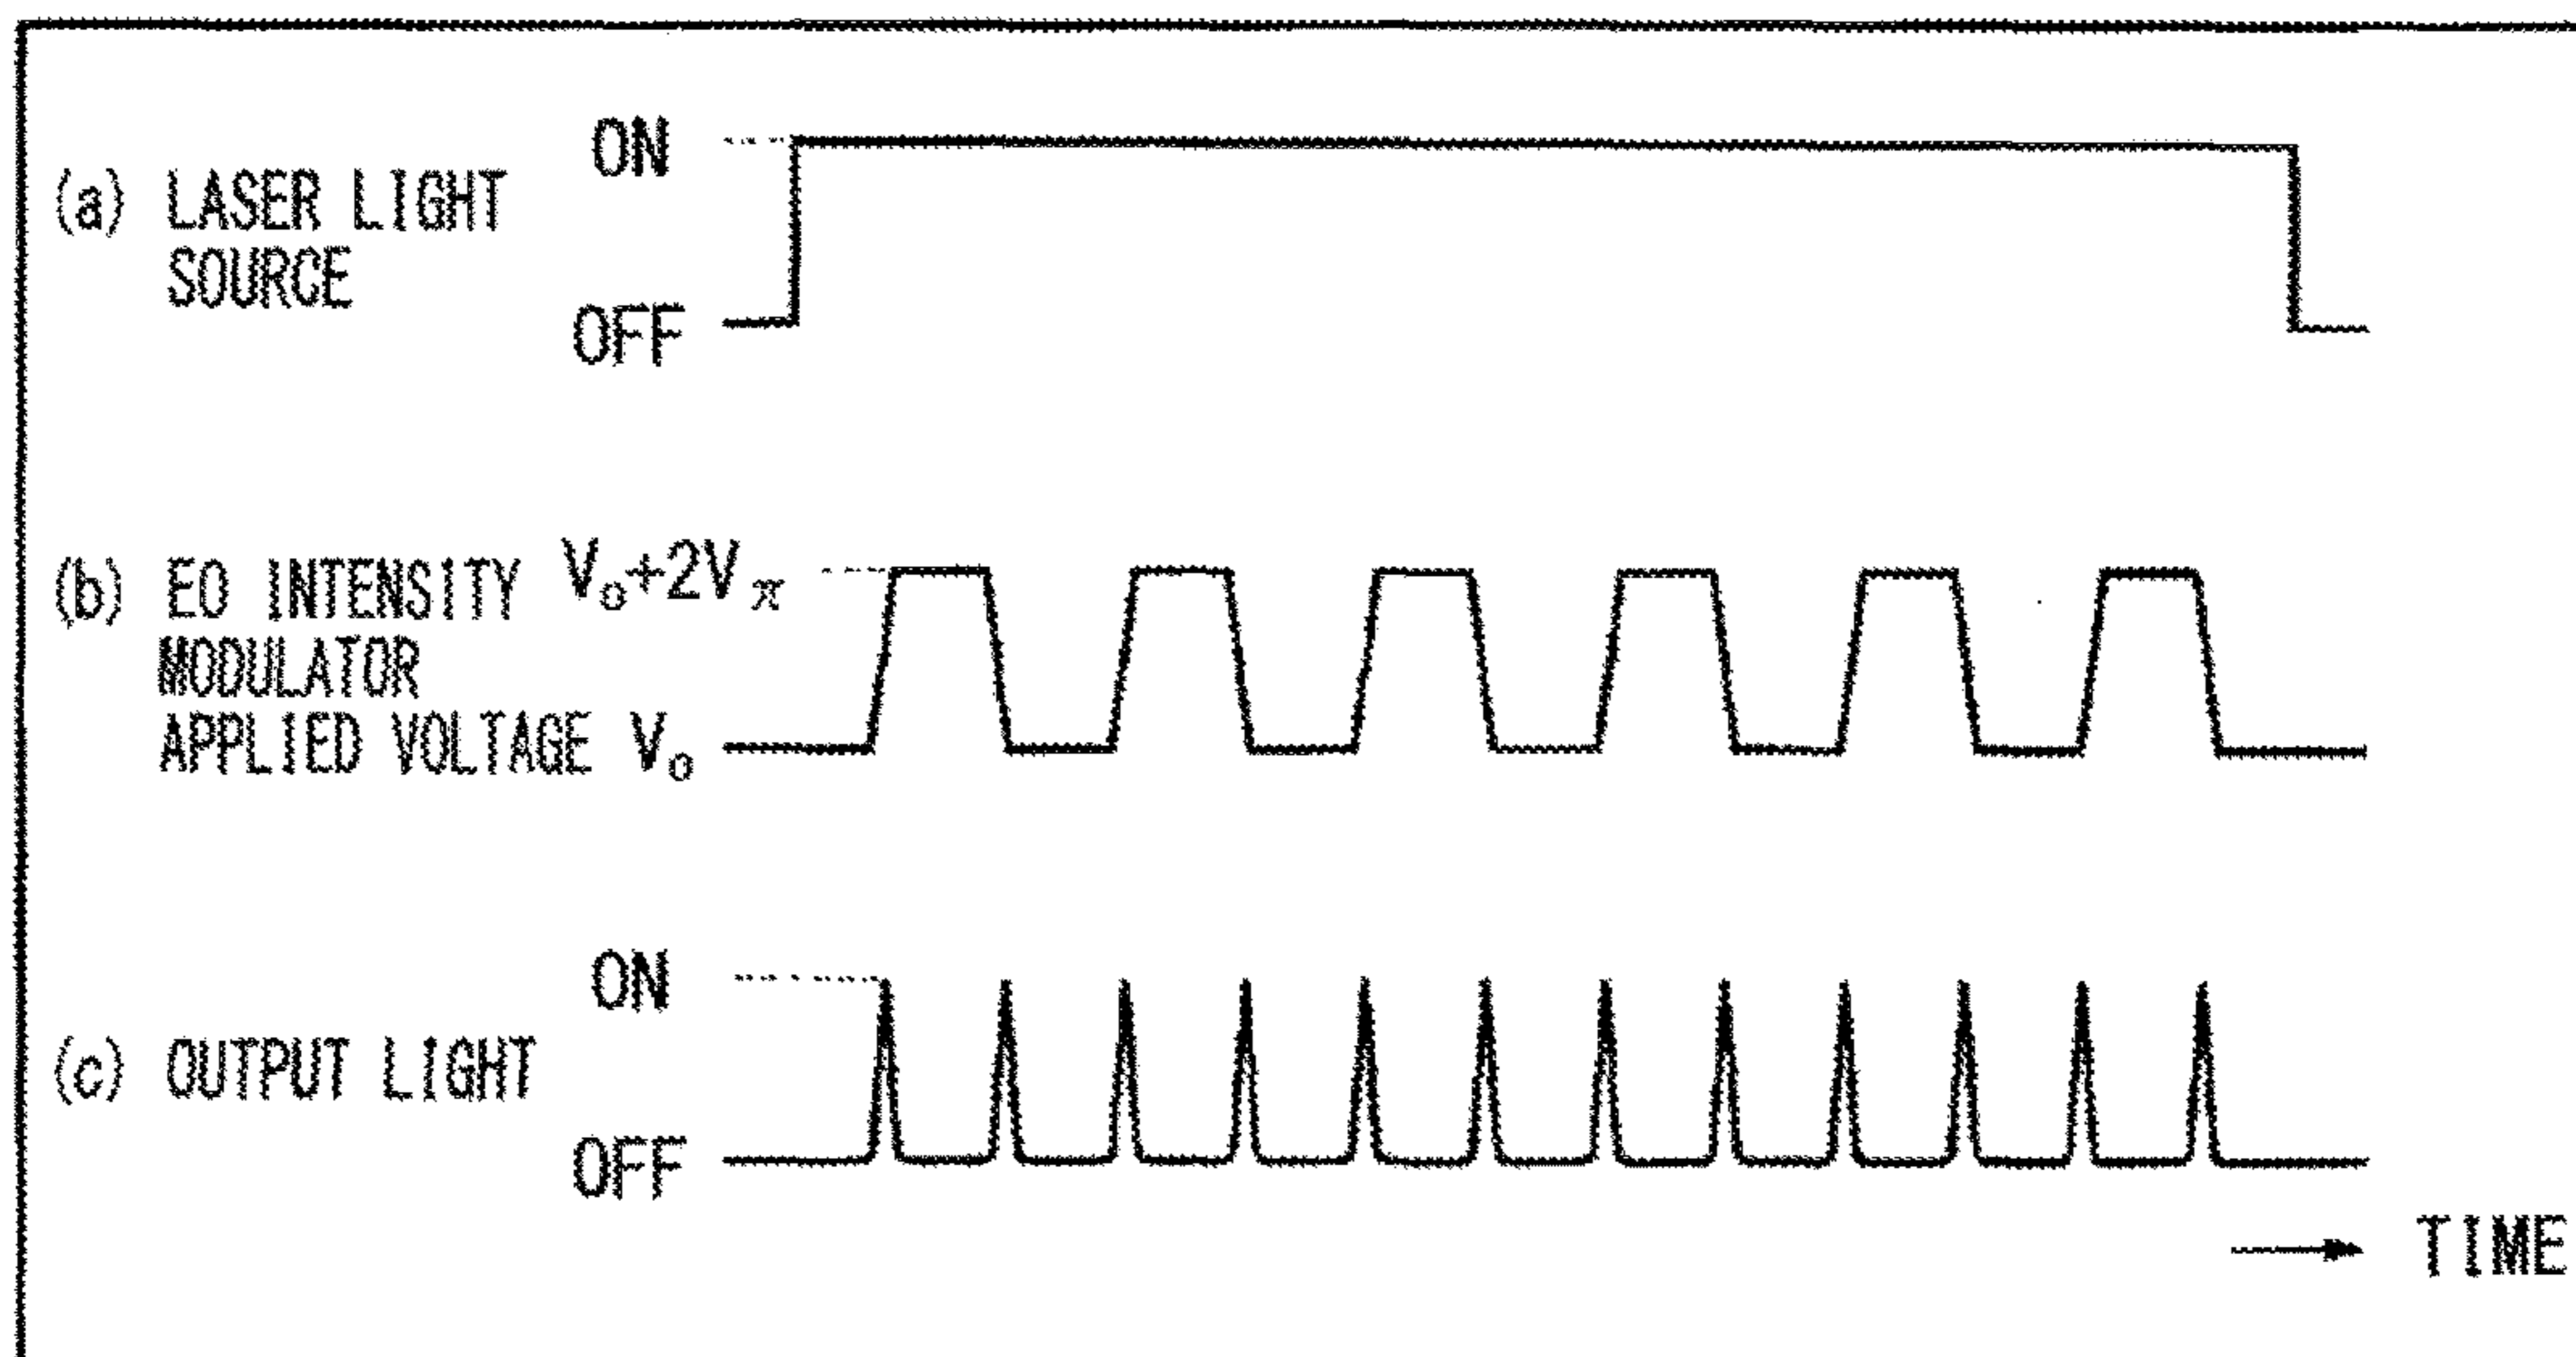 ON
(a) LASER LIGHT
SOURCE
OFF
(b) EO INTENSITY V₀+2Vπ
MODULATOR
APPLIED VOLTAGE V₀
ON
(c) OUTPUT LIGHT
OFF
TIME